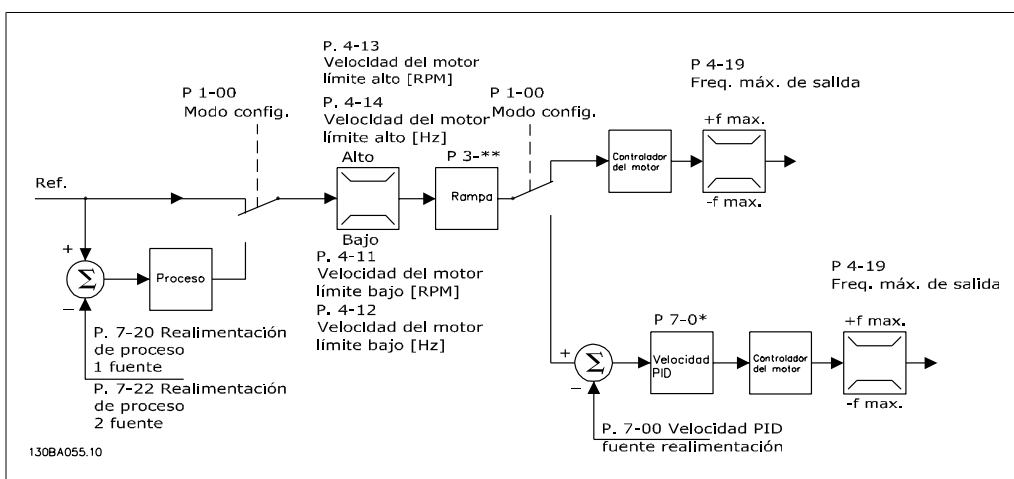 P. 4-13
Velocidad del motor
límite alto [RPM]
P 4-19
Freq. máx. de salida
P 1-00
Modo config.
P. 4-14
Velocidad del motor
límite alto [Hz]
P 1-00
Modo config.
+f max.
Alto
P 3-**
Controlador
del motor
Ref.
Rampa
-f max.
Bajo
+
Σ
Proceso
P. 4-11
Velocidad del motor
límite bajo [RPM]
P. 4-12
Velocidad del motor
límite bajo [Hz]
P 4-19
Freq. máx. de salida
−
P. 7-20 Realimentación
de proceso
1 fuente
P. 7-22 Realimentación
de proceso
2 fuente
P 7-0*
+f max.
+
Σ
−
Velocidad
PID
Controlador
del motor
-f max.
P. 7-00 Velocidad PID
fuente realimentación
130BA055.10